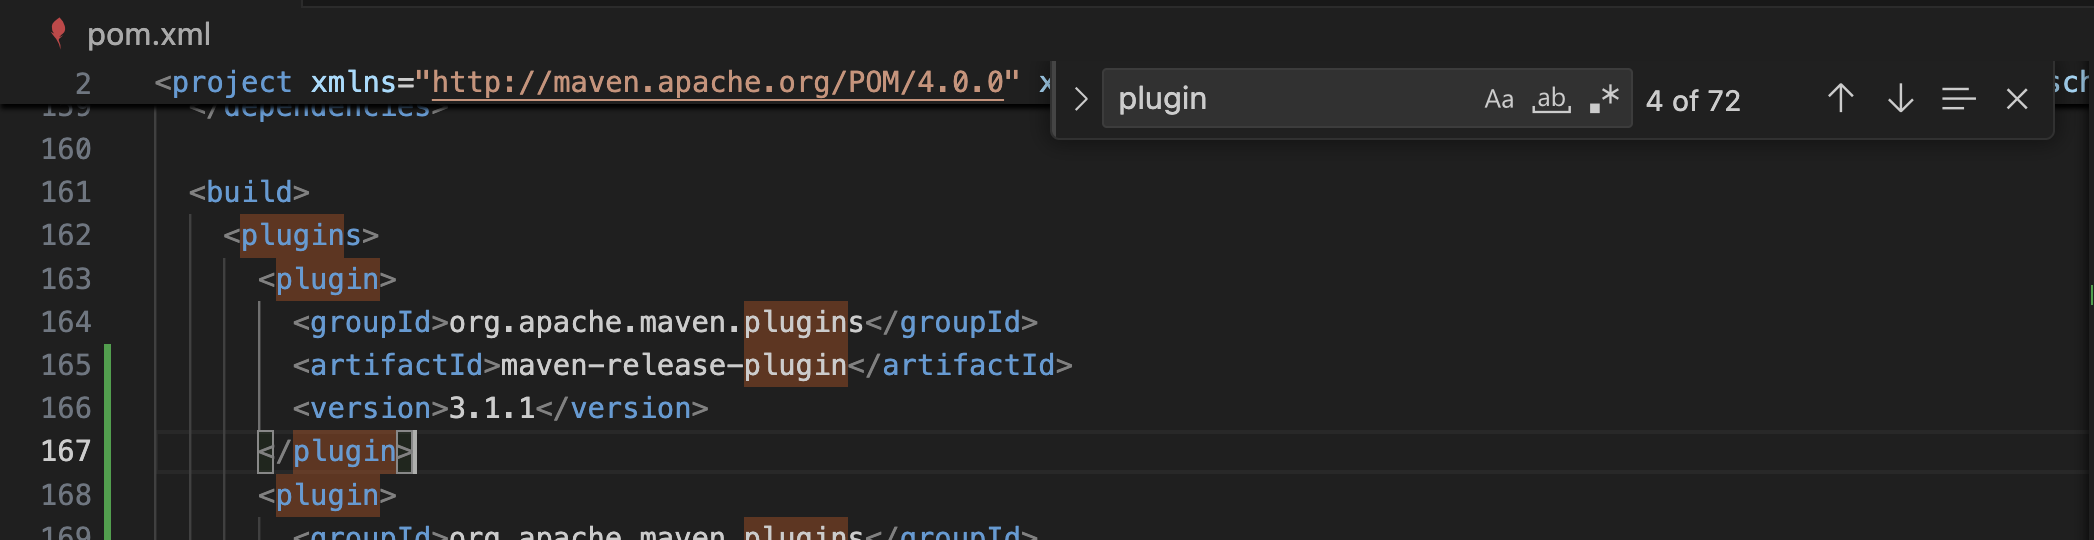 pom.xml
2 <project xmlns="http://maven.apache.org/POM/4.0.0" x
plugin Aa ab .* 4 of 72
sch
159 </dependencies>
160
161 <build>
162 <plugins>
163 <plugin>
164 <groupId>org.apache.maven.plugins</groupId>
165 <artifactId>maven-release-plugin</artifactId>
166 <version>3.1.1</version>
167 </plugin>
168 <plugin>
169 <groupId>org.apache.maven.plugins</groupId>